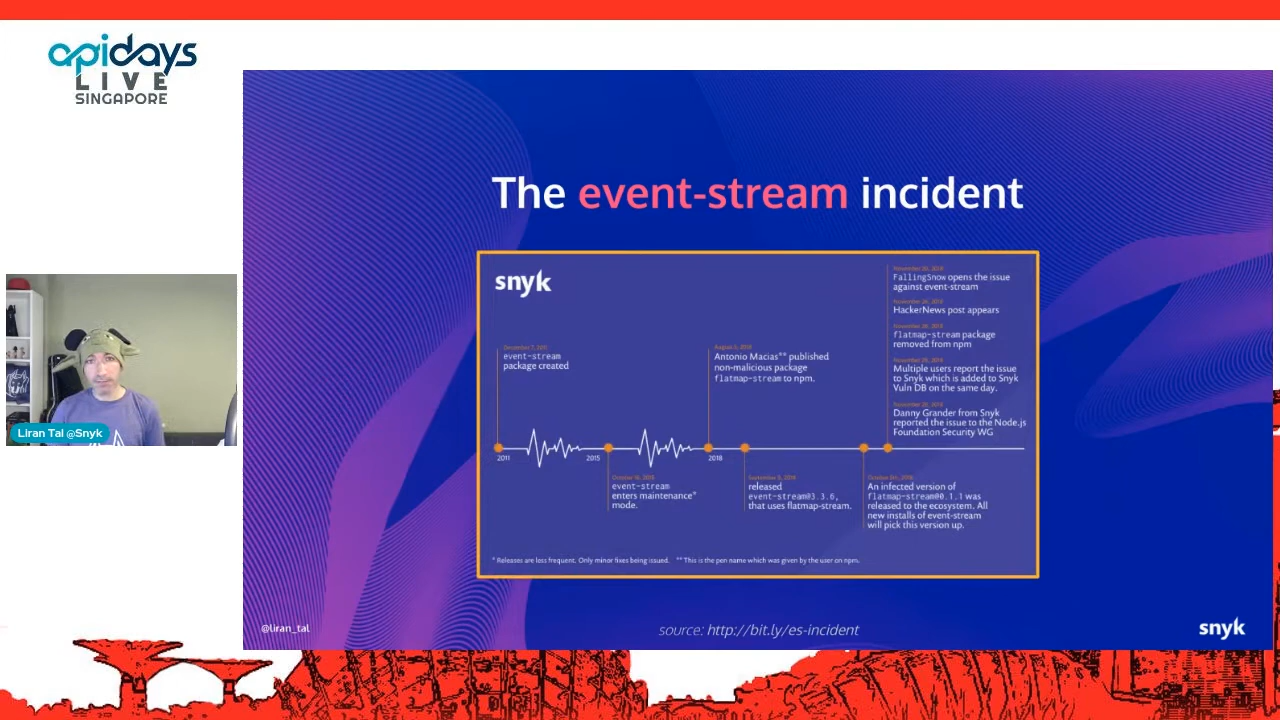 apidays
LIVE
SINGAPORE
The event-stream incident
snyk
event-stream
package created
2011
2015
event-stream
enters maintenance*
mode.
Antonio Macias** published
non-malicious package
flatmap-stream to npm.
2018
released
event-stream@3.3.6,
that uses flatmap-stream.
An infected version of
flatmap-stream@0.1.1 was
released to the ecosystem. All
new installs of event-stream
will pick this version up.
FallingSnow opens the issue
against event-stream
HackerNews post appears
flatmap-stream package
removed from npm
Multiple users report the issue
to Snyk which is added to Snyk
Vuln DB on the same day.
Danny Grander from Snyk
reported the issue to the Node.js
Foundation Security WG
* Releases are less frequent. Only minor fixes being issued. ** This is the pen name which was given by the user on npm.
Liran Tal @Snyk
@liran_tal
source: http://bit.ly/es-incident
snyk